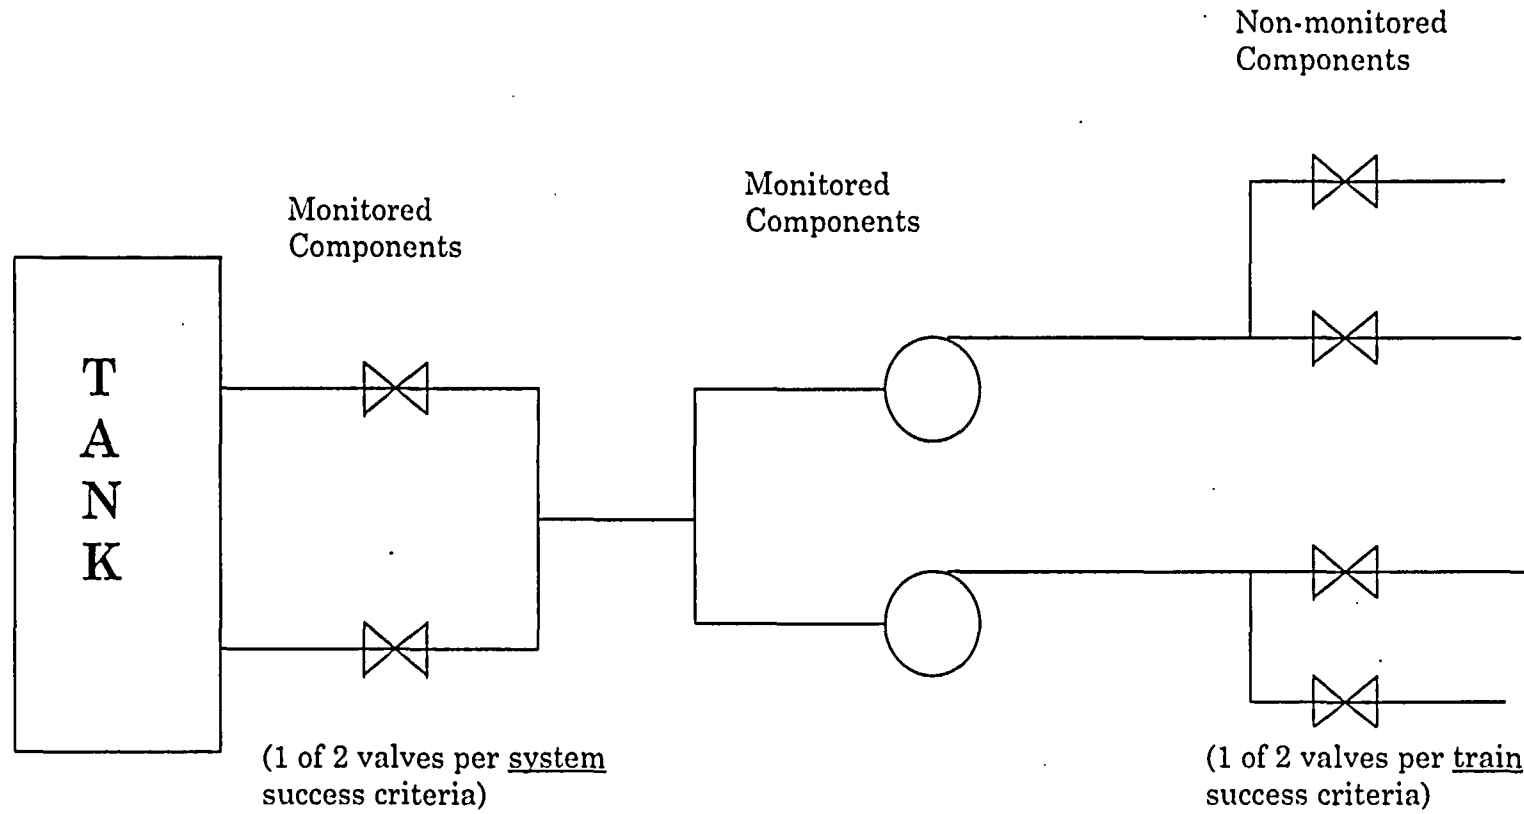 Non-monitored
Components
Monitored
Components
Monitored
Components
T
A
N
K
(1 of 2 valves per system
success criteria)
(1 of 2 valves per train
success criteria)